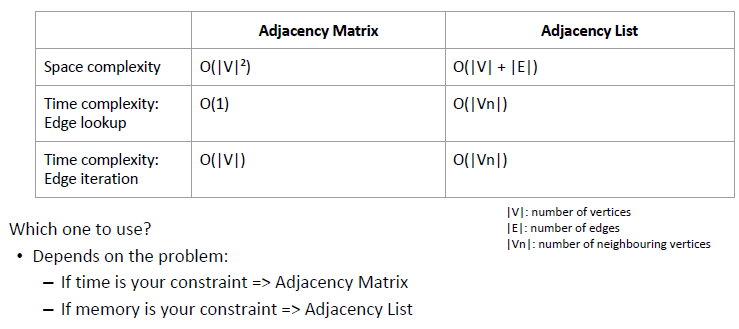 Adjacency Matrix Adjacency List
Space complexity O(|V|²) O(|V| + |E|)
Time complexity: O(1) O(|Vn|)
Edge lookup
Time complexity: O(|V|) O(|Vn|)
Edge iteration
|V|: number of vertices
|E|: number of edges
|Vn|: number of neighbouring vertices
Which one to use?
• Depends on the problem:
– If time is your constraint => Adjacency Matrix
– If memory is your constraint => Adjacency List